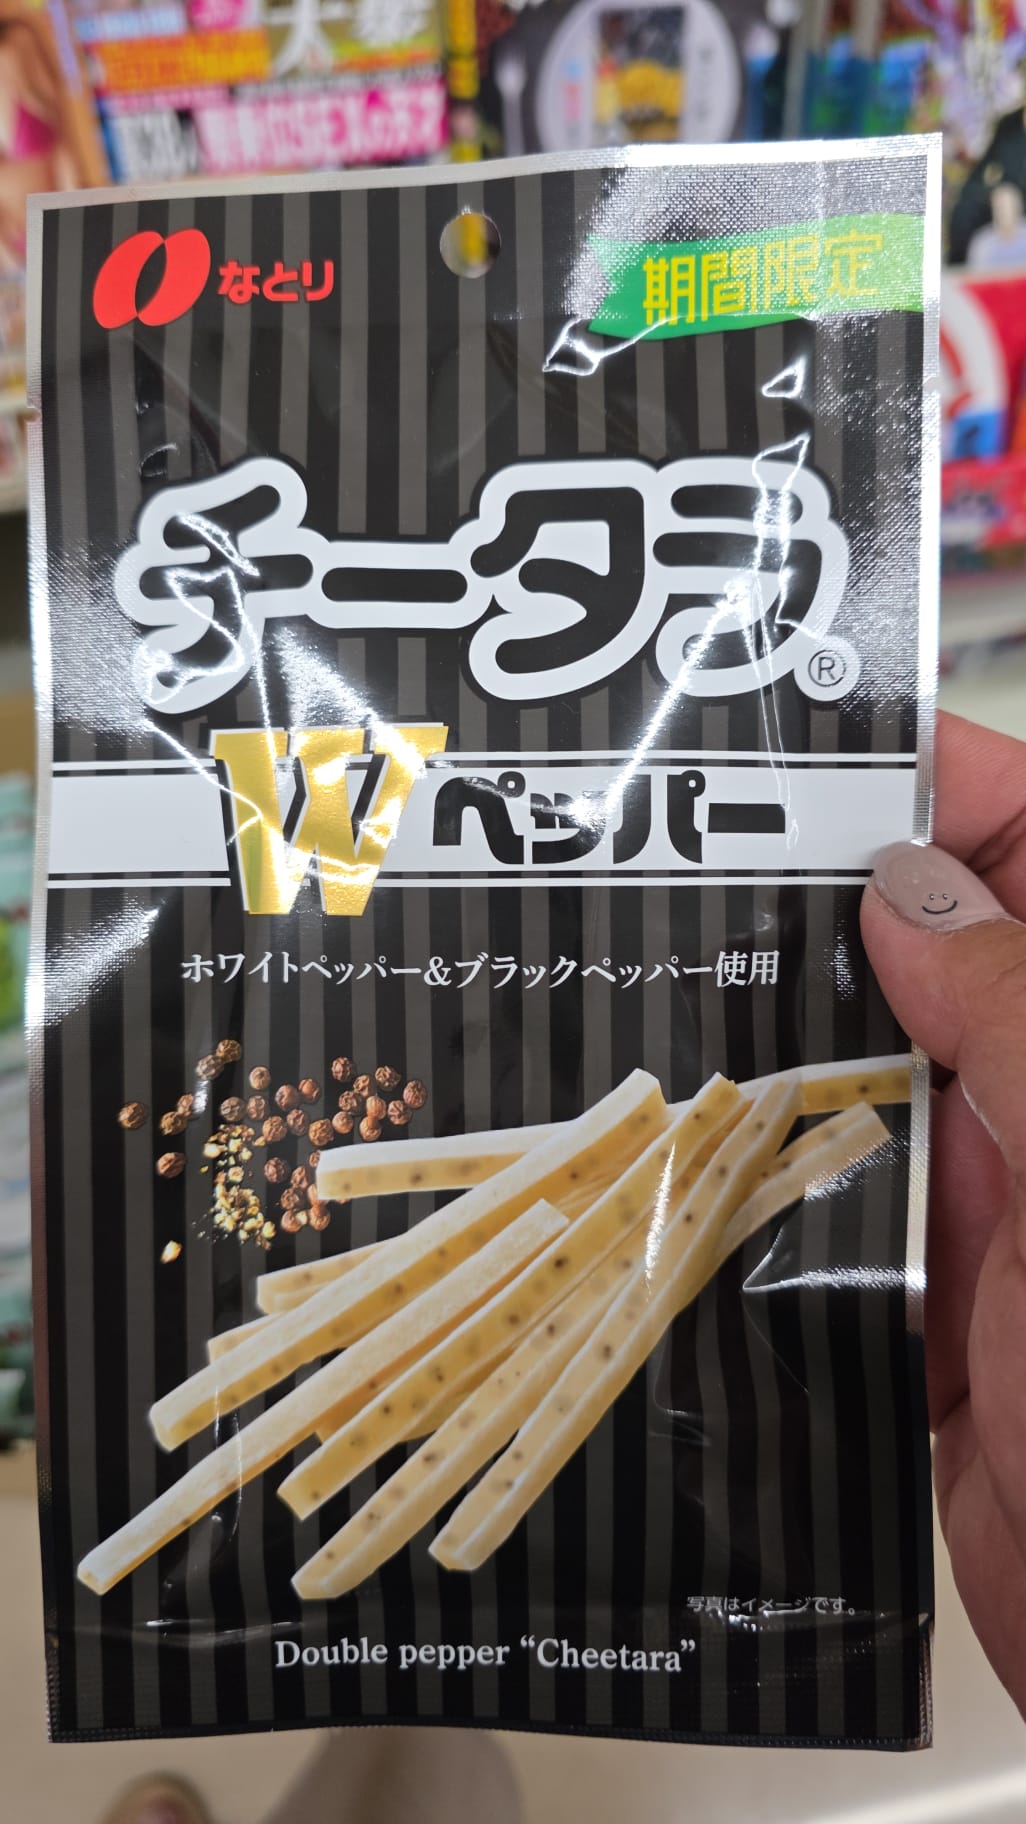 なとり
期間限定
チータラ®
Wペッパー
ホワイトペッパー&ブラックペッパー使用
写真はイメージです。
Double pepper “Cheetara”